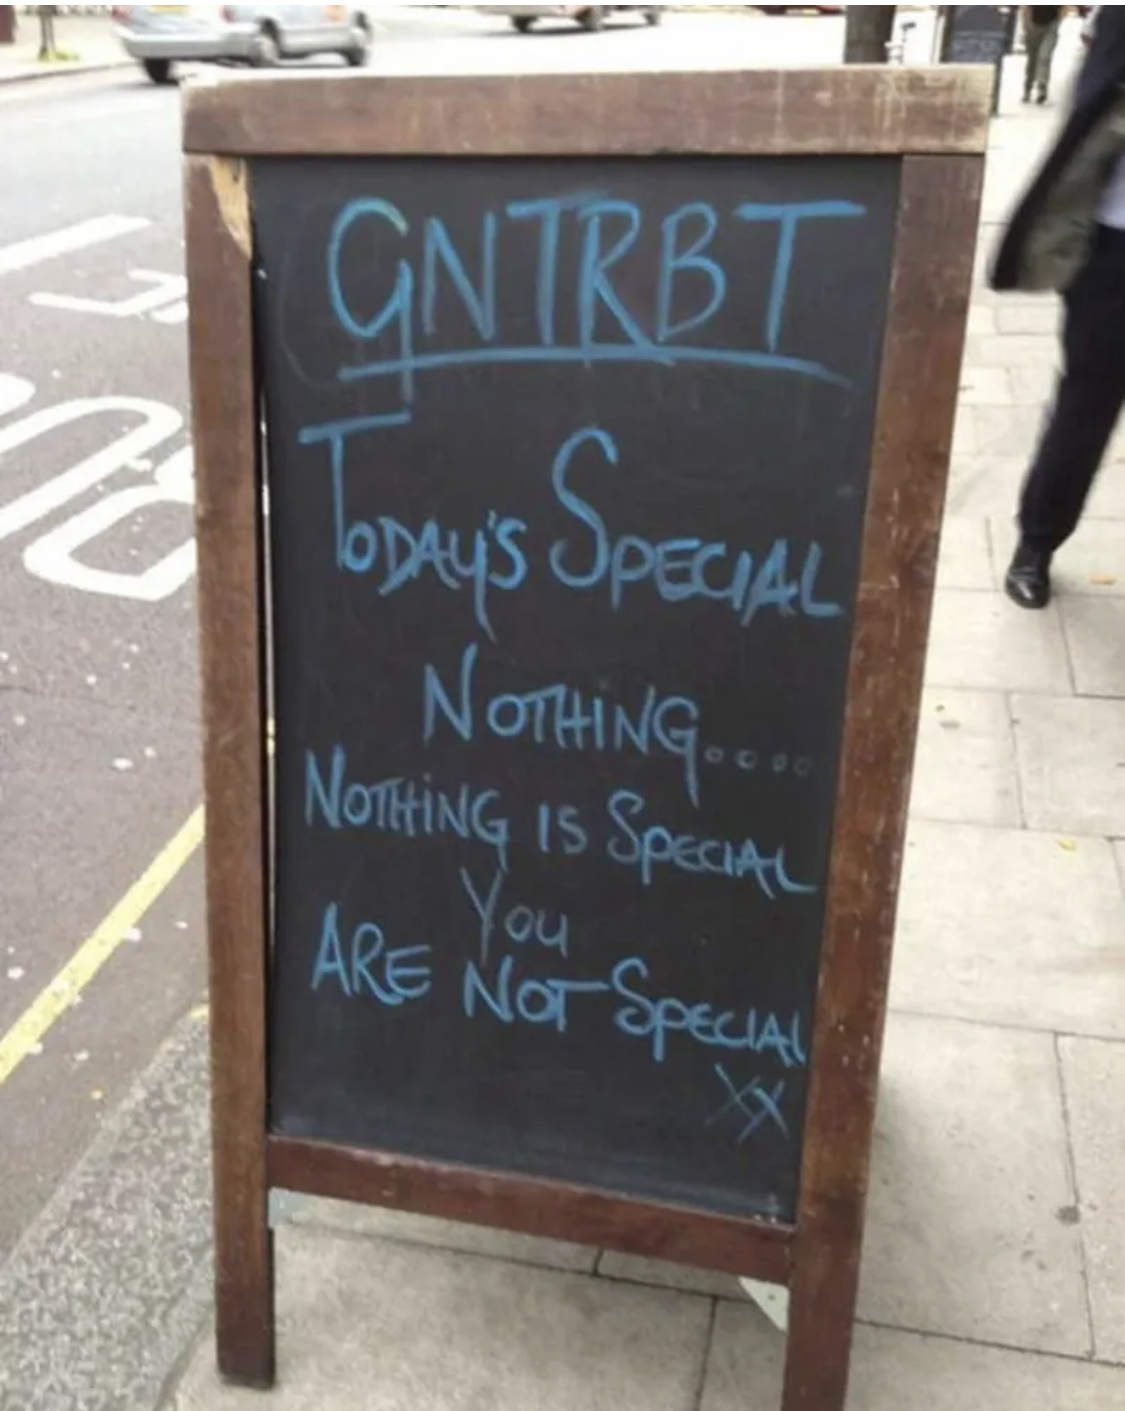 GNTRBT
TODAY'S SPECIAL
NOTHING....
NOTHING IS SPECIAL
YOU
ARE NOT SPECIAL
XX